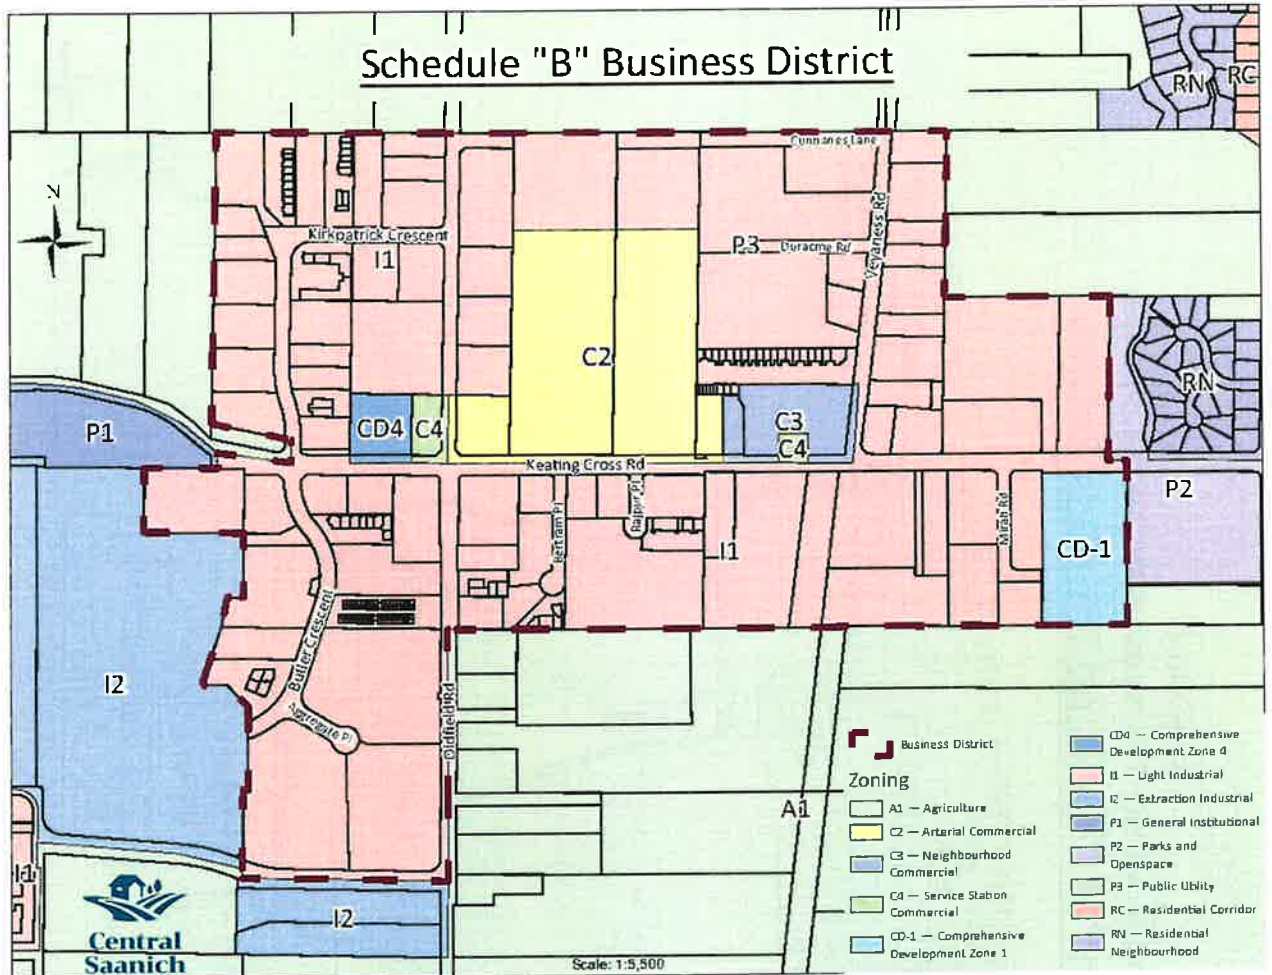 Schedule "B" Business District
RN
RC
Cunnanes Lane
N
Kirkpatrick Crescent
I1
P3
Duracme Rd
Veyaness Rd
C2
RN
P1
CD4
C4
C3
C4
Keating Cross Rd
P2
Bertram Pl
Rajpur Pl
I1
Mirah Rd
CD-1
I2
Butler Crescent
Oldfield Rd
Aggregate Pl
A1
I1
I2
Central
Saanich
Scale: 1:5,500
Business District
Zoning
A1 — Agriculture
C2 — Arterial Commercial
C3 — Neighbourhood
Commercial
C4 — Service Station
Commercial
CD-1 — Comprehensive
Development Zone 1
CD4 — Comprehensive
Development Zone 4
I1 — Light Industrial
I2 — Extraction Industrial
P1 — General Institutional
P2 — Parks and
Openspace
P3 — Public Utility
RC — Residential Corridor
RN — Residential
Neighbourhood